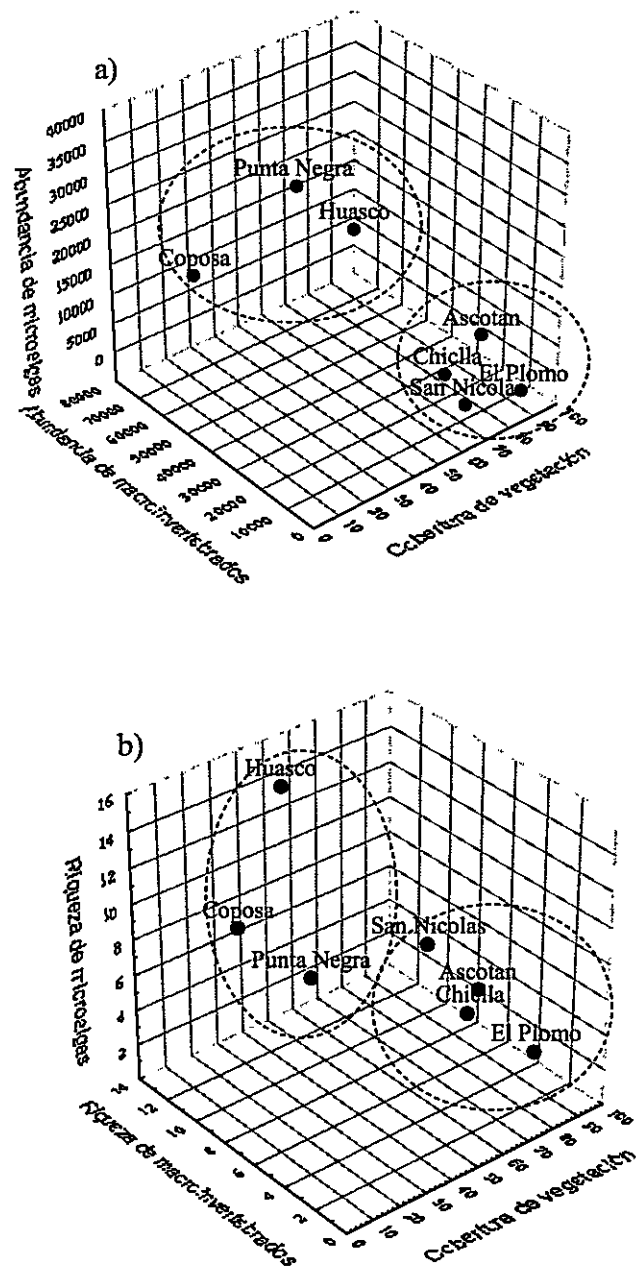 a)
40000
35000
30000
25000
20000
15000
10000
5000
0
Abundancia de microalgas
Punta Negra
Huasco
Coposa
Ascotan
Chiclla
El Plomo
San Nicolas
80000
70000
60000
50000
40000
30000
20000
10000
0
Abundancia de macroinvertebrados
0
10
20
30
40
50
60
70
80
90
100
Cobertura de vegetación
b)
16
14
12
10
8
6
4
2
Riqueza de microalgas
Huasco
Coposa
Punta Negra
San Nicolas
Ascotan
Chiclla
El Plomo
14
12
10
8
6
4
2
0
Riqueza de macroinvertebrados
0
10
20
30
40
50
60
70
80
90
100
Cobertura de vegetación